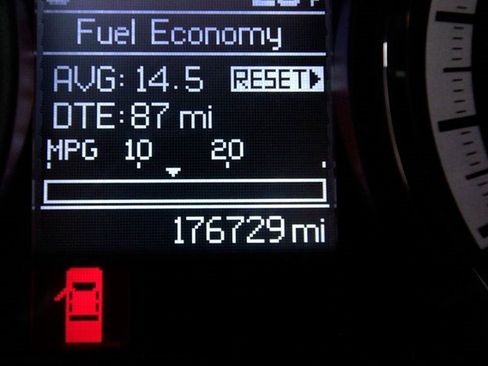 Fuel Economy
AVG: 14.5 RESET
DTE: 87 mi
MPG 10 20
176729 mi